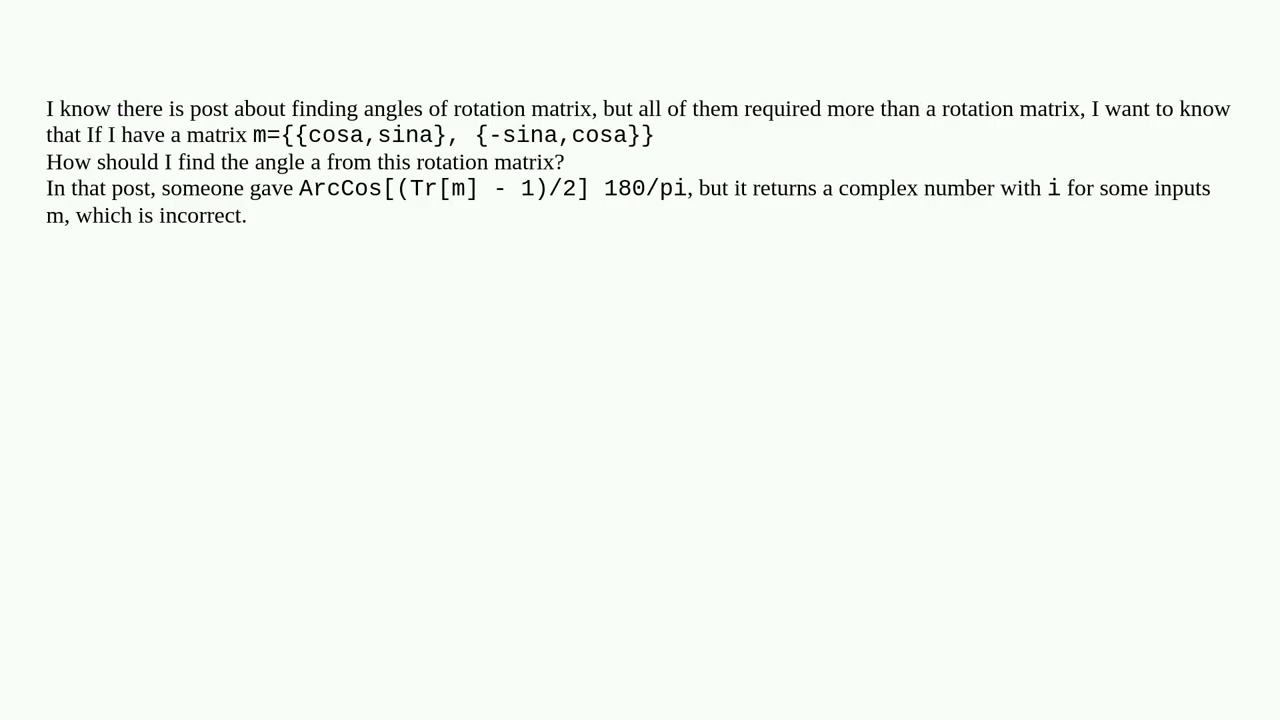 I know there is post about finding angles of rotation matrix, but all of them required more than a rotation matrix, I want to know
that If I have a matrix m={{cosa,sina}, {-sina,cosa}}
How should I find the angle a from this rotation matrix?
In that post, someone gave ArcCos[(Tr[m] - 1)/2] 180/pi, but it returns a complex number with i for some inputs
m, which is incorrect.